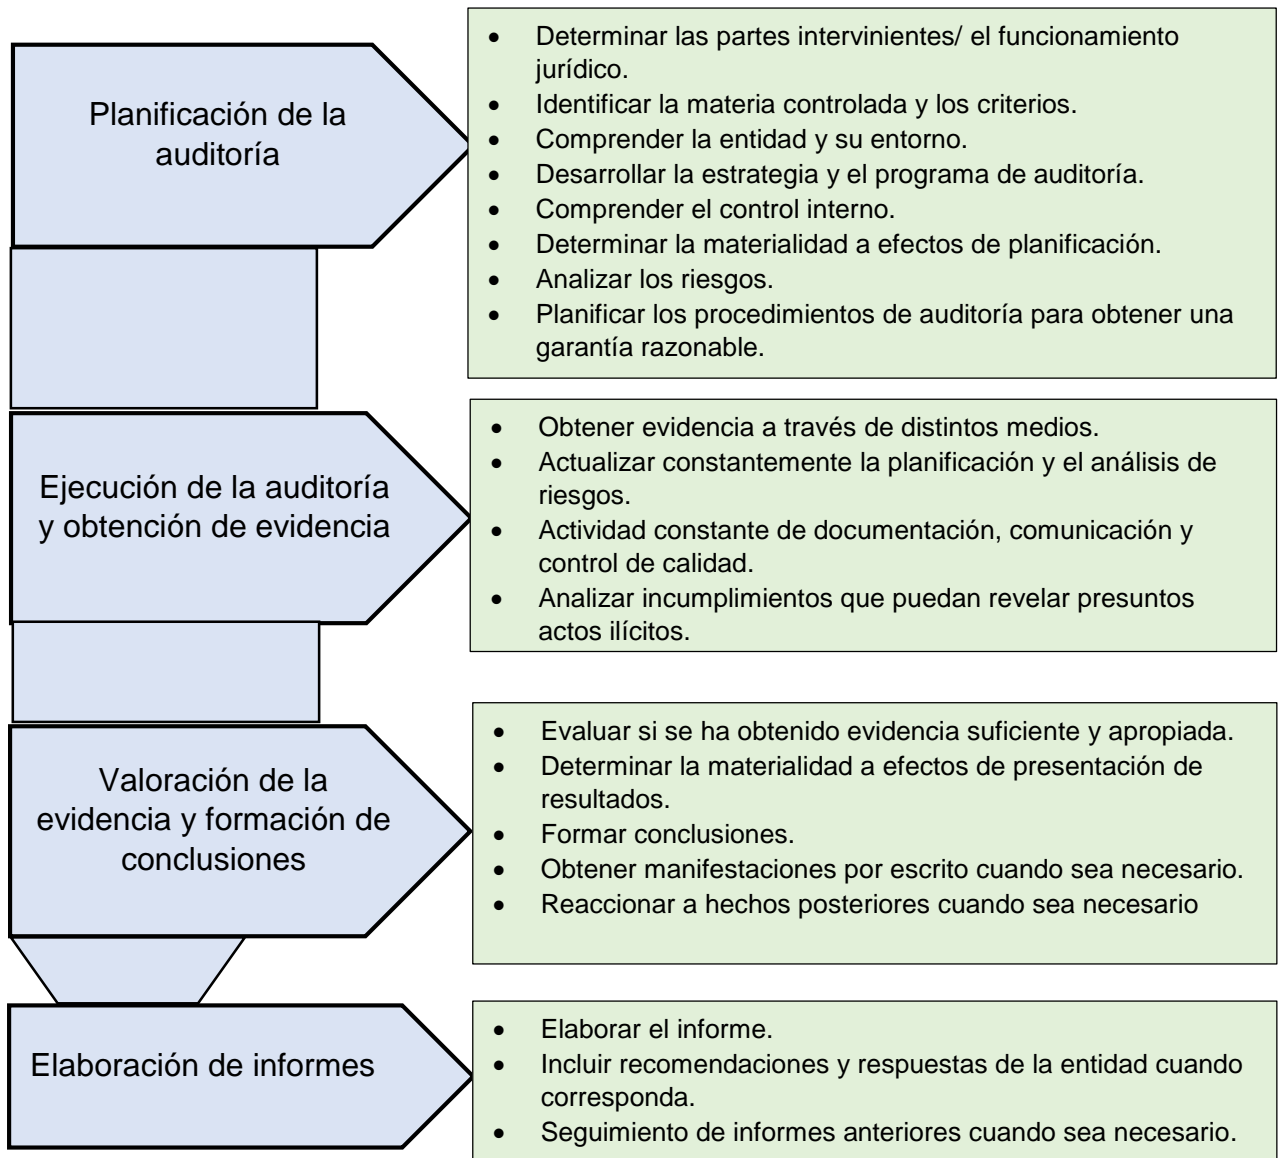 Planificación de la
auditoría
• Determinar las partes intervinientes/ el funcionamiento
jurídico.
• Identificar la materia controlada y los criterios.
• Comprender la entidad y su entorno.
• Desarrollar la estrategia y el programa de auditoría.
• Comprender el control interno.
• Determinar la materialidad a efectos de planificación.
• Analizar los riesgos.
• Planificar los procedimientos de auditoría para obtener una
garantía razonable.
Ejecución de la auditoría
y obtención de evidencia
• Obtener evidencia a través de distintos medios.
• Actualizar constantemente la planificación y el análisis de
riesgos.
• Actividad constante de documentación, comunicación y
control de calidad.
• Analizar incumplimientos que puedan revelar presuntos
actos ilícitos.
Valoración de la
evidencia y formación de
conclusiones
• Evaluar si se ha obtenido evidencia suficiente y apropiada.
• Determinar la materialidad a efectos de presentación de
resultados.
• Formar conclusiones.
• Obtener manifestaciones por escrito cuando sea necesario.
• Reaccionar a hechos posteriores cuando sea necesario
Elaboración de informes
• Elaborar el informe.
• Incluir recomendaciones y respuestas de la entidad cuando
corresponda.
• Seguimiento de informes anteriores cuando sea necesario.